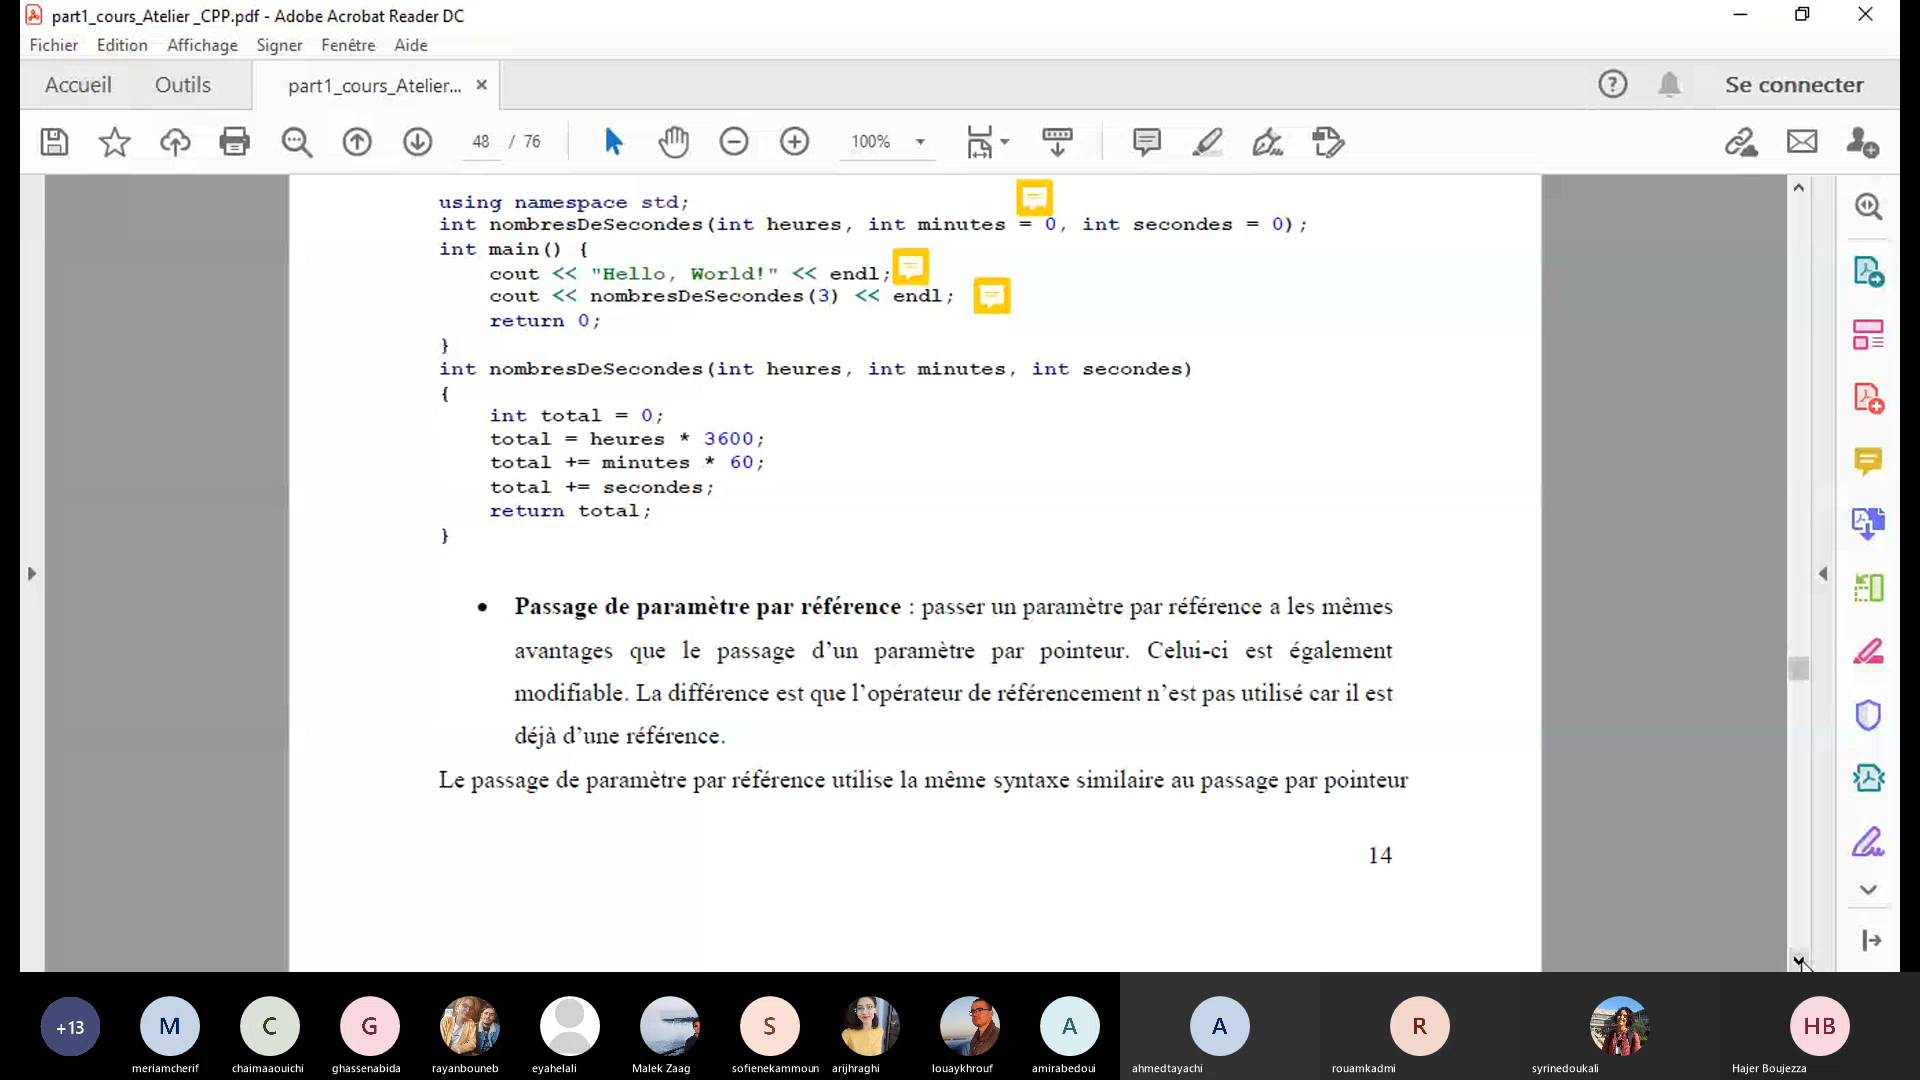 part1_cours_Atelier _CPP.pdf - Adobe Acrobat Reader DC
Fichier Edition Affichage Signer Fenêtre Aide
Accueil Outils part1_cours_Atelier... × Se connecter
48 / 76 100%
using namespace std;
int nombresDeSecondes(int heures, int minutes = 0, int secondes = 0);
int main() {
cout << "Hello, World!" << endl;
cout << nombresDeSecondes(3) << endl;
return 0;
}
int nombresDeSecondes(int heures, int minutes, int secondes)
{
int total = 0;
total = heures * 3600;
total += minutes * 60;
total += secondes;
return total;
}
• Passage de paramètre par référence : passer un paramètre par référence a les mêmes
avantages que le passage d’un paramètre par pointeur. Celui-ci est également
modifiable. La différence est que l’opérateur de référencement n’est pas utilisé car il est
déjà d’une référence.
Le passage de paramètre par référence utilise la même syntaxe similaire au passage par pointeur
14
+13 M C G S A A R HB
meriamcherif chaimaaouichi ghassenabida rayanbouneb eyahelali Malek Zaag sofienekammoun arijhraghi louaykhrouf amirabedoui ahmedtayachi rouamkadmi syrinedoukali Hajer Boujezza